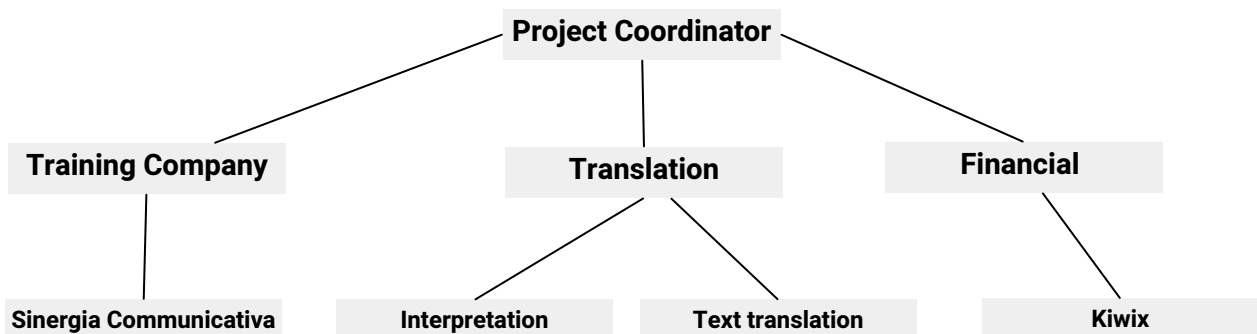 Project Coordinator
Training Company
Translation
Financial
Sinergia Communicativa
Interpretation
Text translation
Kiwix